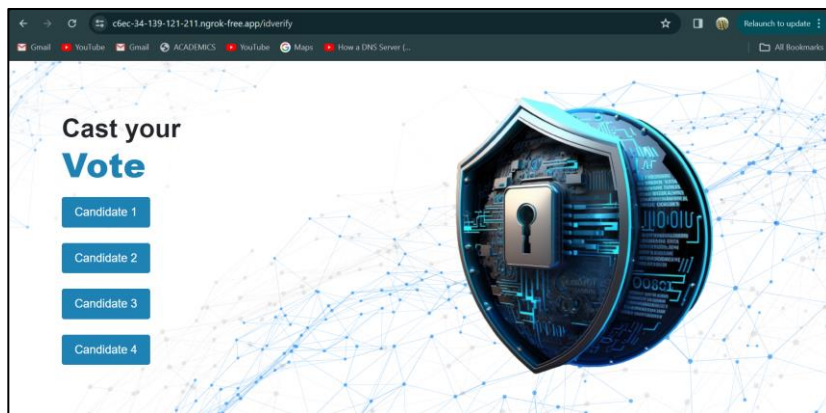 c6ec-34-139-121-211.ngrok-free.app/idverify
Relaunch to update
Gmail YouTube Gmail ACADEMICS YouTube Maps How a DNS Server (...
All Bookmarks
Cast your
Vote
Candidate 1
Candidate 2
Candidate 3
Candidate 4